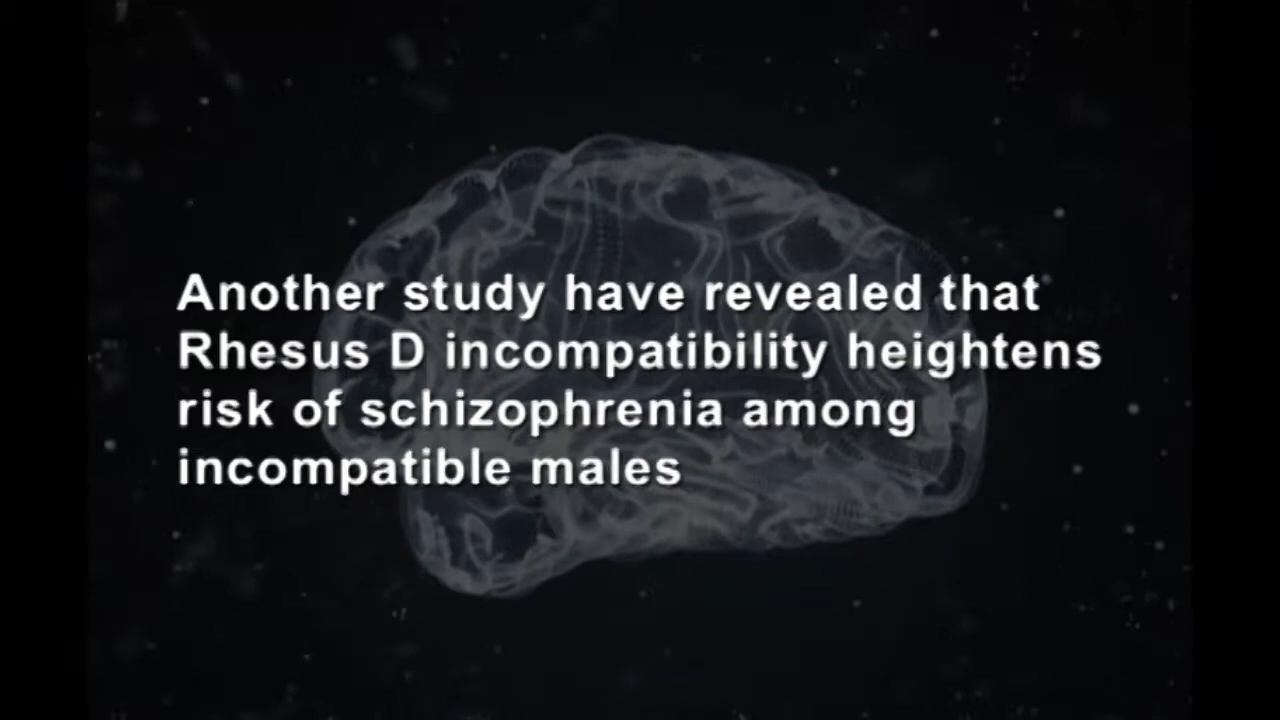 Another study have revealed that
Rhesus D incompatibility heightens
risk of schizophrenia among
incompatible males